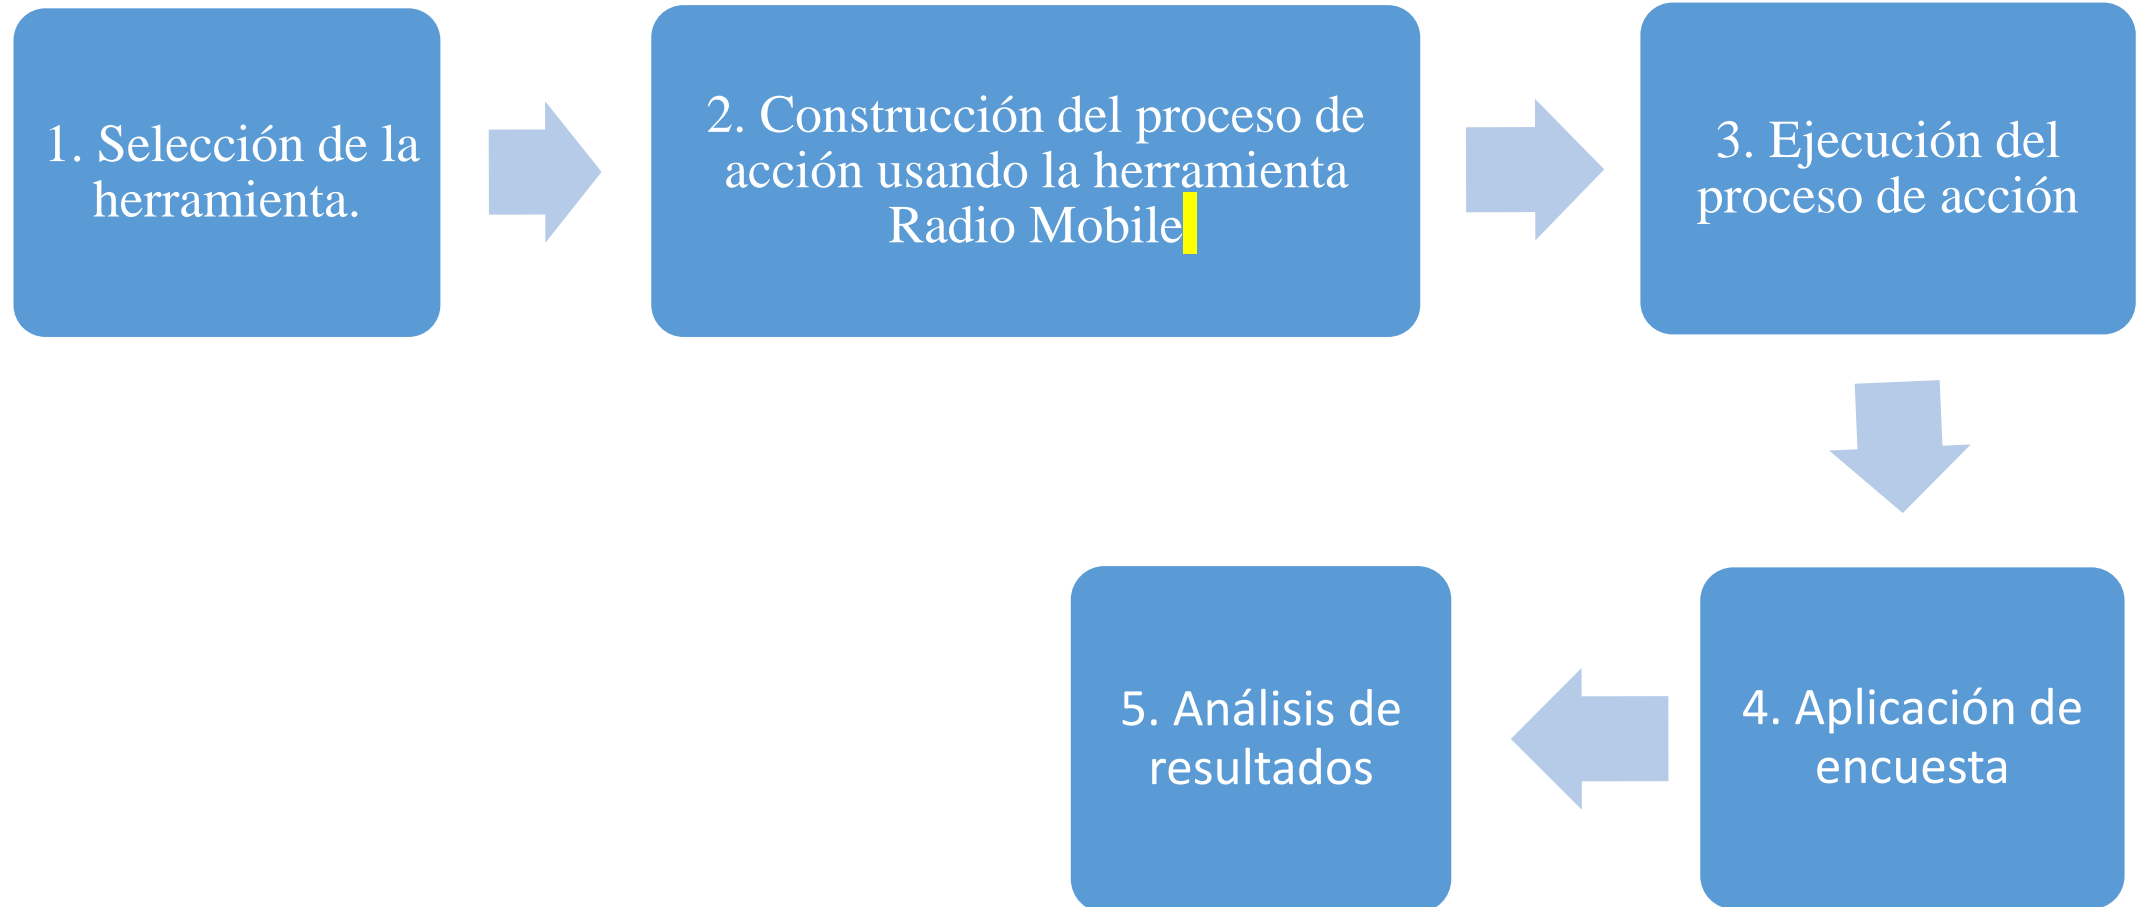 1. Selección de la
herramienta.
2. Construcción del proceso de
acción usando la herramienta
Radio Mobile
3. Ejecución del
proceso de acción
4. Aplicación de
encuesta
5. Análisis de
resultados